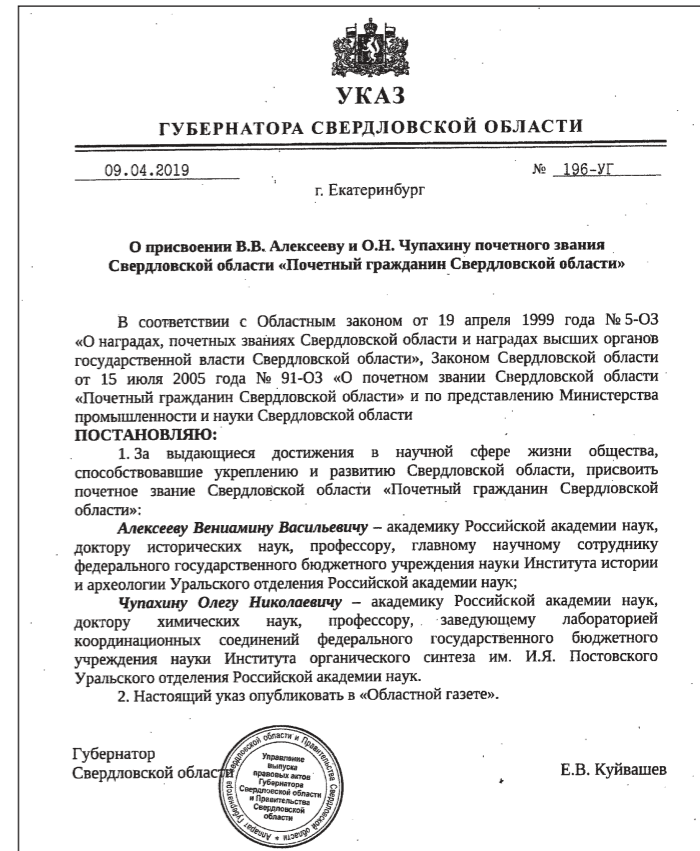 УКАЗ
ГУБЕРНАТОРА СВЕРДЛОВСКОЙ ОБЛАСТИ
09.04.2019 № 196-УГ
г. Екатеринбург
О присвоении В.В. Алексееву и О.Н. Чупахину почетного звания
Свердловской области «Почетный гражданин Свердловской области»
В соответствии с Областным законом от 19 апреля 1999 года № 5-ОЗ
«О наградах, почетных званиях Свердловской области и наградах высших органов
государственной власти Свердловской области», Законом Свердловской области
от 15 июля 2005 года № 91-ОЗ «О почетном звании Свердловской области
«Почетный гражданин Свердловской области» и по представлению Министерства
промышленности и науки Свердловской области
ПОСТАНОВЛЯЮ:
1. За выдающиеся достижения в научной сфере жизни общества,
способствовавшие укреплению и развитию Свердловской области, присвоить
почетное звание Свердловской области «Почетный гражданин Свердловской
области»:
Алексееву Вениамину Васильевичу – академику Российской академии наук,
доктору исторических наук, профессору, главному научному сотруднику
федерального государственного бюджетного учреждения науки Института истории
и археологии Уральского отделения Российской академии наук;
Чупахину Олегу Николаевичу – академику Российской академии наук,
доктору химических наук, профессору, заведующему лабораторией
координационных соединений федерального государственного бюджетного
учреждения науки Института органического синтеза им. И.Я. Постовского
Уральского отделения Российской академии наук.
2. Настоящий указ опубликовать в «Областной газете».
Губернатор
Свердловской области Е.В. Куйвашев
Аппарат Губернатора Свердловской области и Правительства Свердловской области
Управление
выпуска
правовых актов
Губернатора
Свердловской области
и Правительства
Свердловской
области